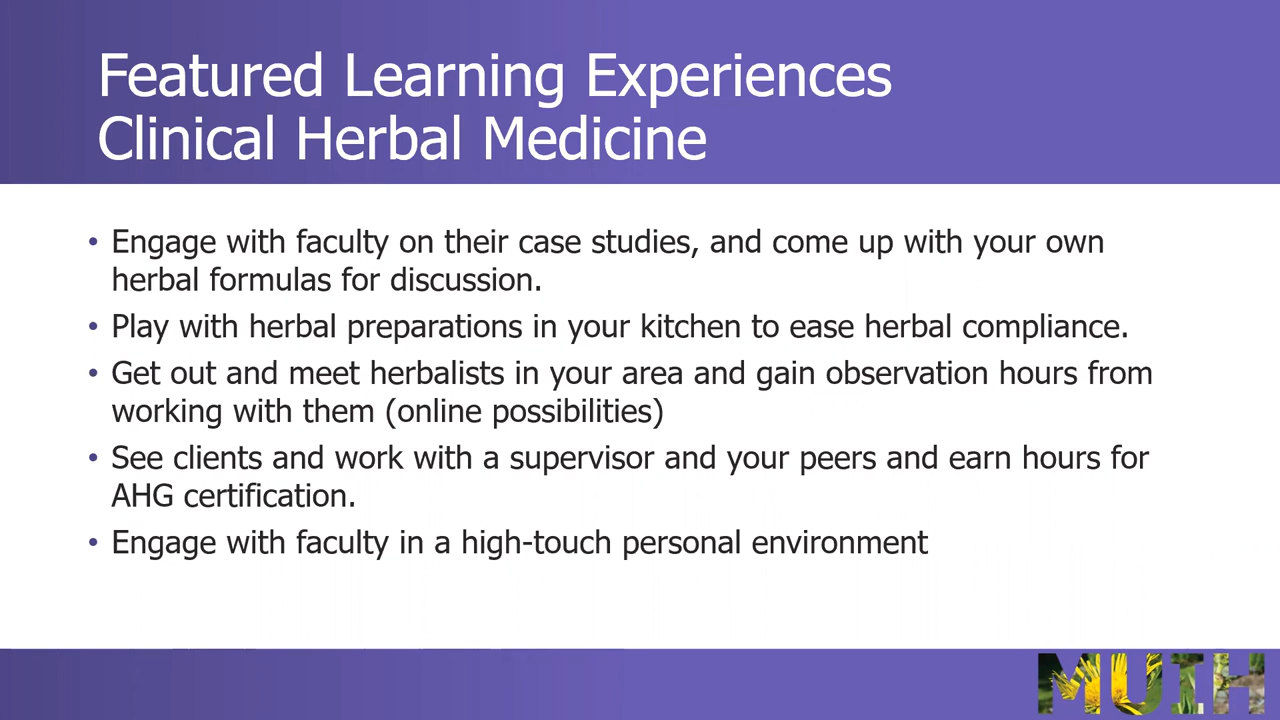 Featured Learning Experiences
Clinical Herbal Medicine
• Engage with faculty on their case studies, and come up with your own
herbal formulas for discussion.
• Play with herbal preparations in your kitchen to ease herbal compliance.
• Get out and meet herbalists in your area and gain observation hours from
working with them (online possibilities)
• See clients and work with a supervisor and your peers and earn hours for
AHG certification.
• Engage with faculty in a high-touch personal environment
MUIH